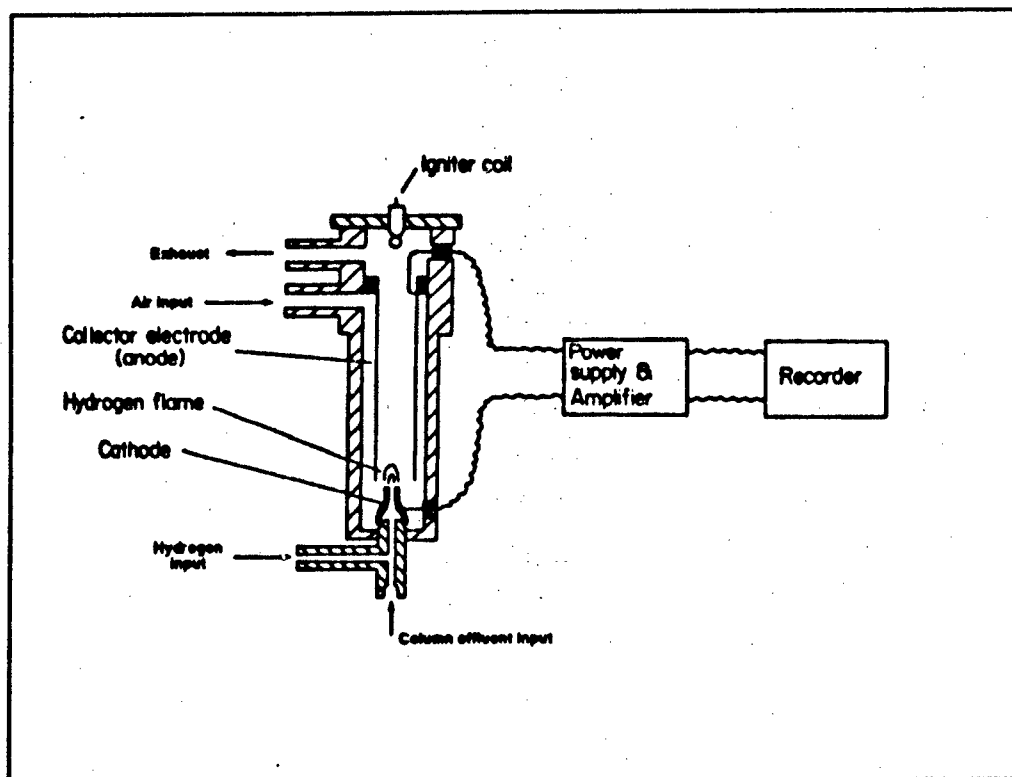 Igniter coil
Exhaust
Air input
Collector electrode
(anode)
Hydrogen flame
Cathode
Hydrogen
input
Column effluent input
Power
supply &
Amplifier
Recorder